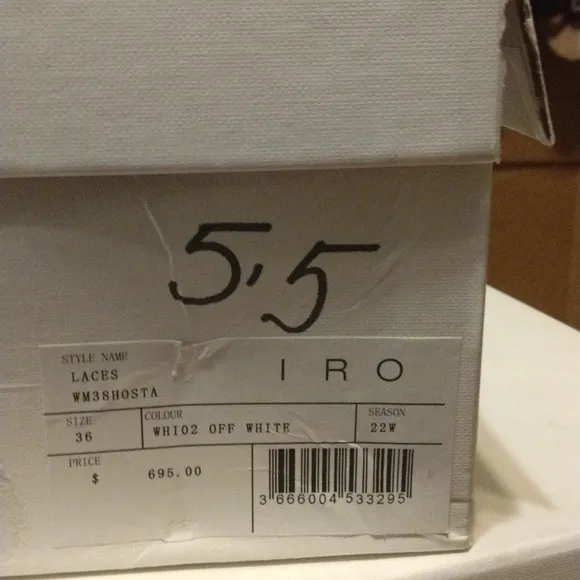 5,5
STYLE NAME
LACES
WM38HOSTA
IRO
SIZE
36
COLOUR
WHI02 OFF WHITE
SEASON
22W
PRICE
$ 695.00
3 666004 533295